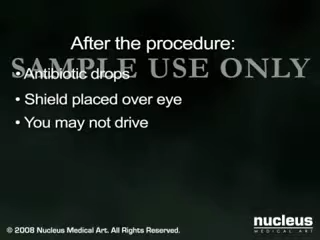 After the procedure:
SAMPLE USE ONLY
• Antibiotic drops
• Shield placed over eye
• You may not drive
nucleus
MEDICAL ART
© 2008 Nucleus Medical Art. All Rights Reserved.